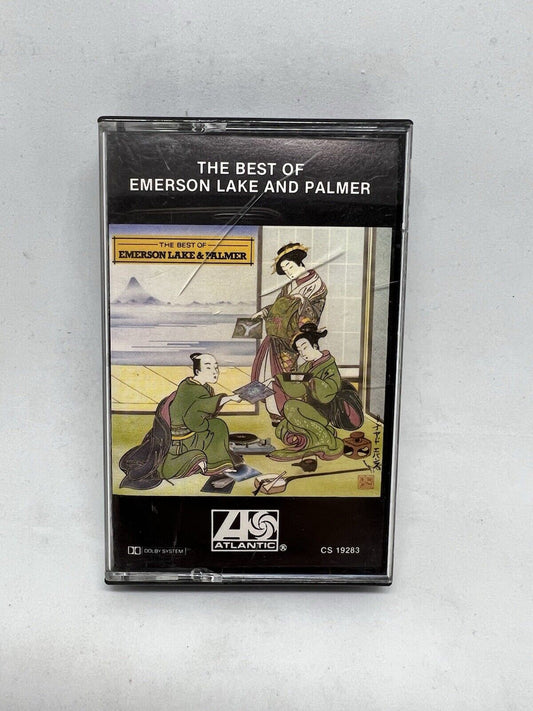 THE BEST OF
EMERSON LAKE AND PALMER
THE BEST OF
EMERSON LAKE & PALMER
DOLBY SYSTEM
ATLANTIC
®
CS 19283